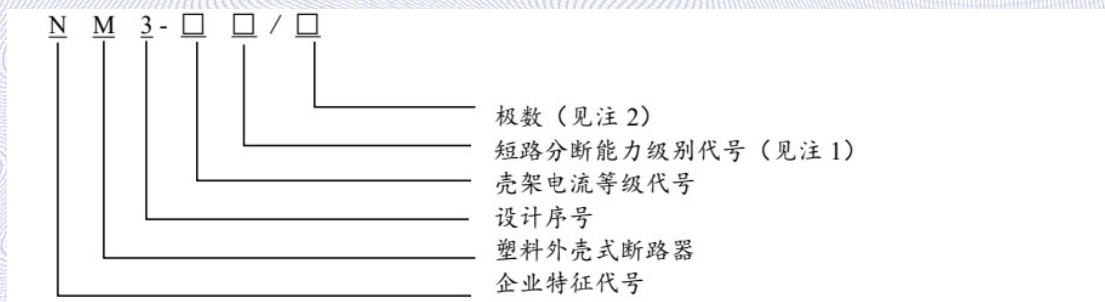 N M 3 - □ □ / □
极数（见注 2）
短路分断能力级别代号（见注 1）
壳架电流等级代号
设计序号
塑料外壳式断路器
企业特征代号